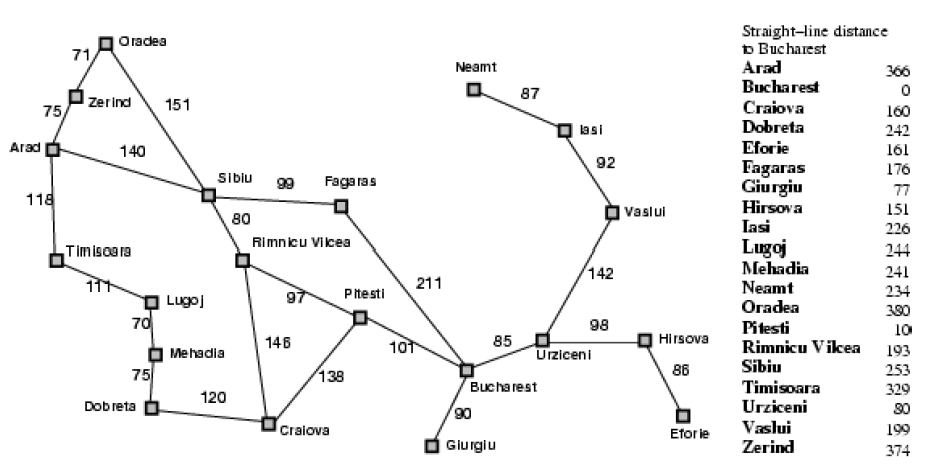 Oradea
71
Zerind
75
151
Arad
140
118
Sibiu
99
Fagaras
80
Rimnicu Vilcea
Timisoara
111
Lugoj
70
Mehadia
75
Dobreta
120
Craiova
146
97
Pitesti
138
101
211
Bucharest
90
Giurgiu
85
Urziceni
98
Hirsova
86
Eforie
142
Vaslui
92
Iasi
87
Neamt
Straight-line distance
to Bucharest
Arad 366
Bucharest 0
Craiova 160
Dobreta 242
Eforie 161
Fagaras 176
Giurgiu 77
Hirsova 151
Iasi 226
Lugoj 244
Mehadia 241
Neamt 234
Oradea 380
Pitesti 10
Rimnicu Vilcea 193
Sibiu 253
Timisoara 329
Urziceni 80
Vaslui 199
Zerind 374